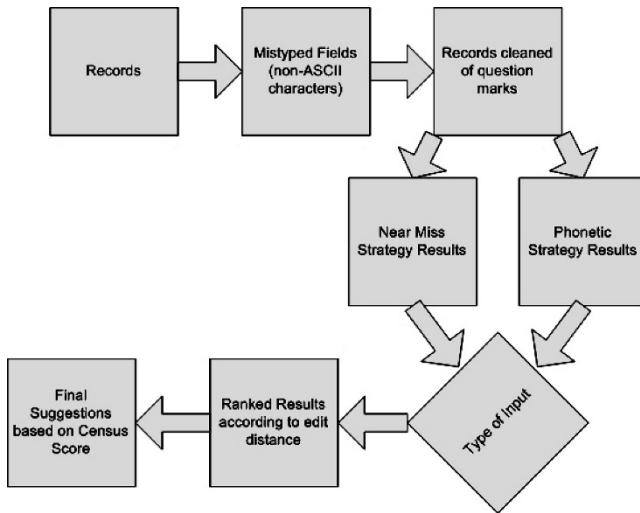 Records
Mistyped Fields
(non-ASCII
characters)
Records cleaned
of question
marks
Near Miss
Strategy Results
Phonetic
Strategy Results
Type of Input
Ranked Results
according to edit
distance
Final
Suggestions
based on Census
Score